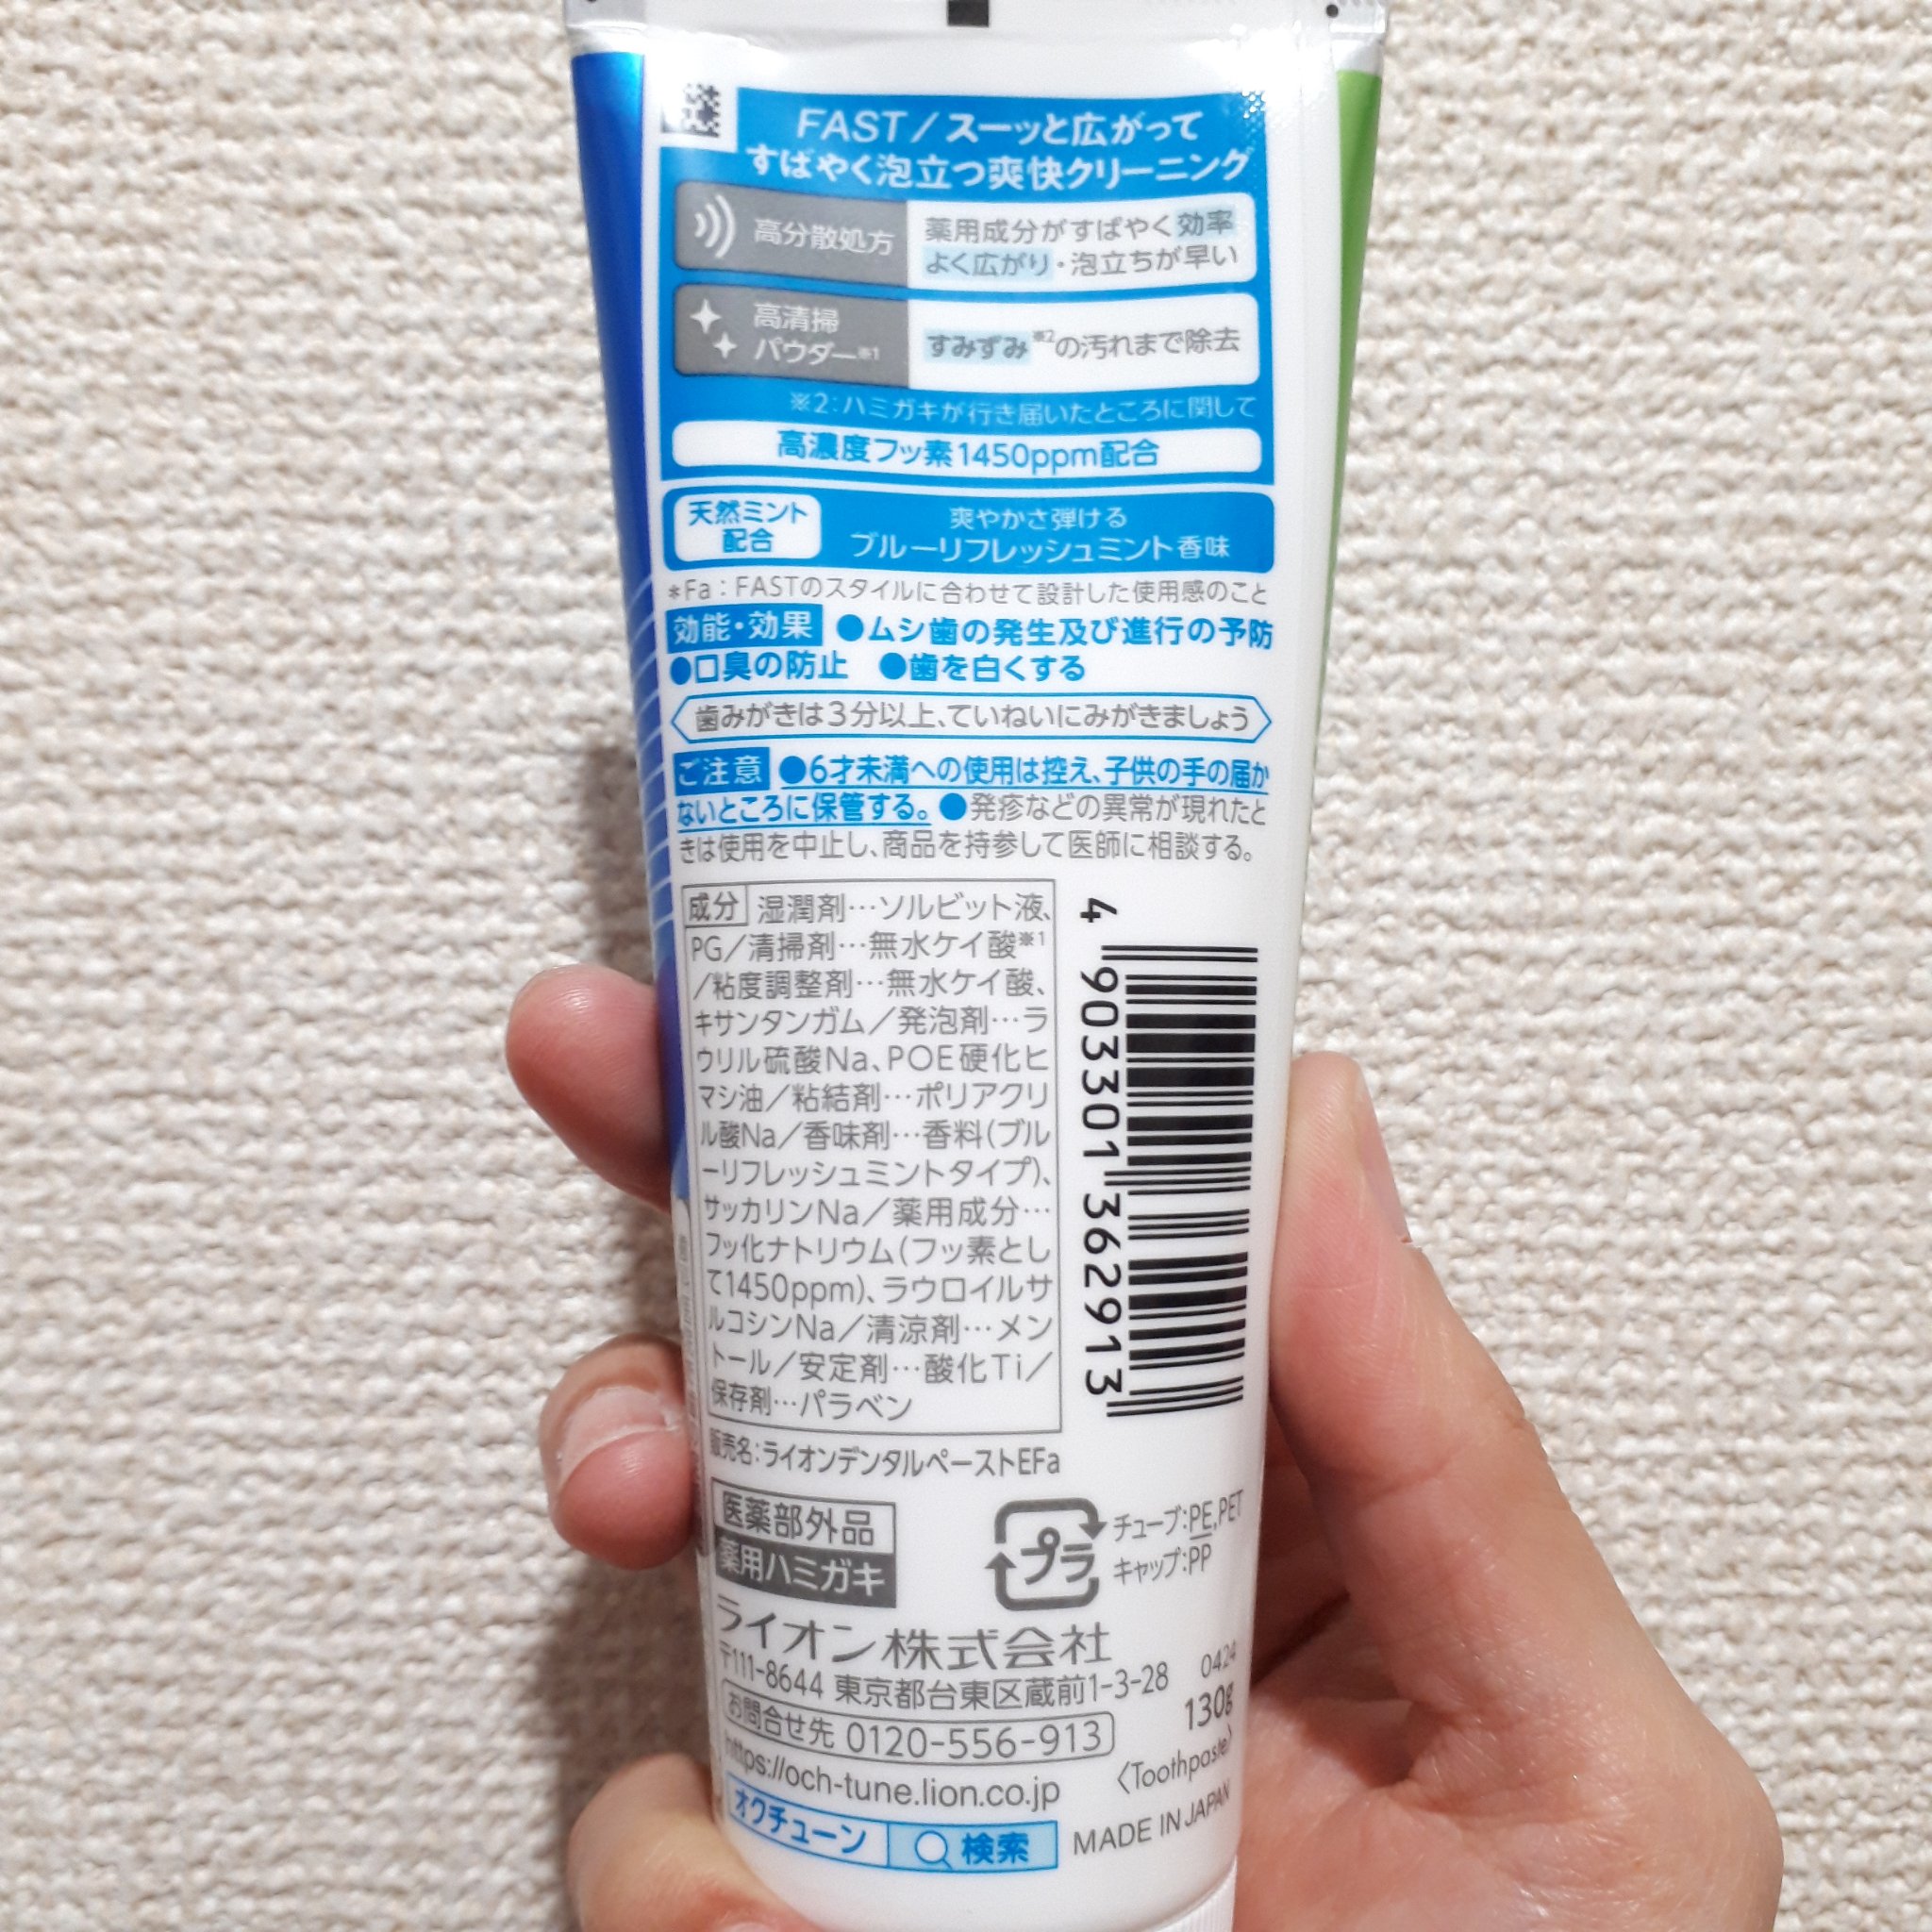 FAST/スーッと広がって
すばやく泡立つ爽快クリーニング
高分散処方
薬用成分がすばやく効率
よく広がり・泡立ちが早い
高清掃
パウダー※1
すみずみ※2の汚れまで除去
※2:ハミガキが行き届いたところに関して
高濃度フッ素1450ppm配合
天然ミント
配合
爽やかさ弾ける
ブルーリフレッシュミント香味
*Fa:FASTのスタイルに合わせて設計した使用感のこと
効能・効果 ●ムシ歯の発生及び進行の予防
●口臭の防止 ●歯を白くする
歯みがきは3分以上、ていねいにみがきましょう
ご注意 ●6才未満への使用は控え、子供の手の届か
ないところに保管する。●発疹などの異常が現れたと
きは使用を中止し、商品を持参して医師に相談する。
成分 湿潤剤…ソルビット液、
PG/清掃剤…無水ケイ酸※1
/粘度調整剤…無水ケイ酸、
キサンタンガム/発泡剤…ラ
ウリル硫酸Na、POE硬化ヒ
マシ油/粘結剤…ポリアクリ
ル酸Na/香味剤…香料(ブル
ーリフレッシュミントタイプ)、
サッカリンNa/薬用成分…
フッ化ナトリウム(フッ素とし
て1450ppm)、ラウロイルサ
ルコシンNa/清涼剤…メン
トール/安定剤…酸化Ti/
保存剤…パラベン
4 903301 362913
販売名:ライオンデンタルペーストEFa
医薬部外品
薬用ハミガキ
プラ
チューブ:PE,PET
キャップ:PP
ライオン株式会社
〒111-8644 東京都台東区蔵前1-3-28
0424
お問合せ先 0120-556-913
130g
https://och-tune.lion.co.jp
〈Toothpaste〉
オクチューン 検索
MADE IN JAPAN